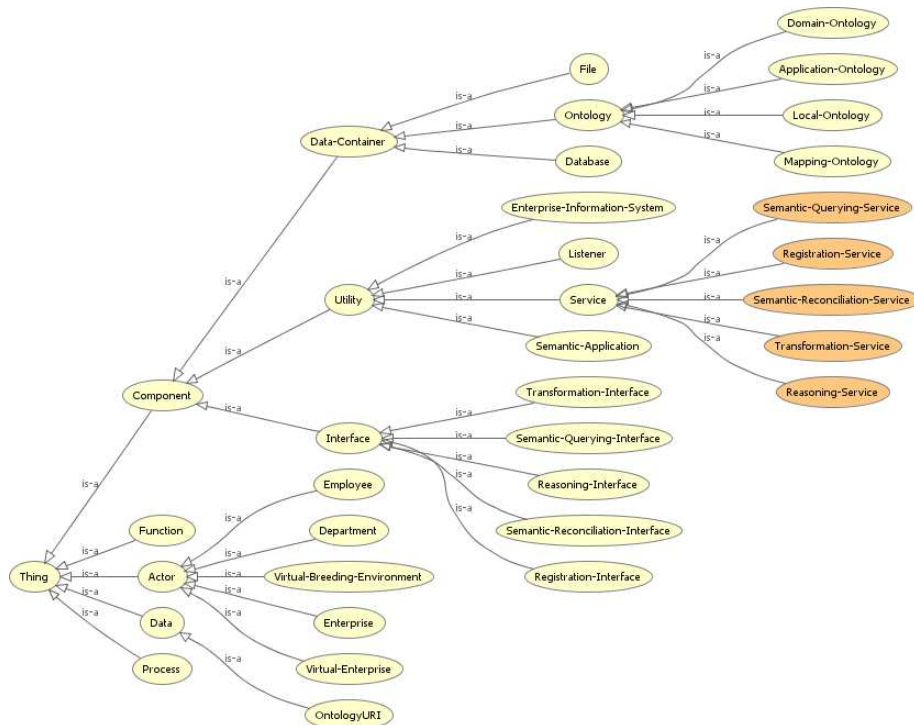 Domain-Ontology
is-a
File
Application-Ontology
is-a
is-a
Ontology
is-a
Local-Ontology
is-a
Data-Container
is-a
is-a
Database
Mapping-Ontology
Enterprise-Information-System
Semantic-Querying-Service
is-a
is-a
Listener
Registration-Service
is-a
is-a
is-a
Utility
is-a
Service
is-a
Semantic-Reconciliation-Service
is-a
is-a
Semantic-Application
Transformation-Service
is-a
is-a
Component
Transformation-Interface
Reasoning-Service
is-a
is-a
Interface
is-a
Semantic-Querying-Interface
is-a
Employee
is-a
Reasoning-Interface
is-a
is-a
Function
is-a
Department
Semantic-Reconciliation-Interface
is-a
is-a
is-a
Thing
is-a
Actor
is-a
Virtual-Breeding-Environment
Registration-Interface
is-a
is-a
Data
is-a
Enterprise
is-a
Process
is-a
Virtual-Enterprise
OntologyURI